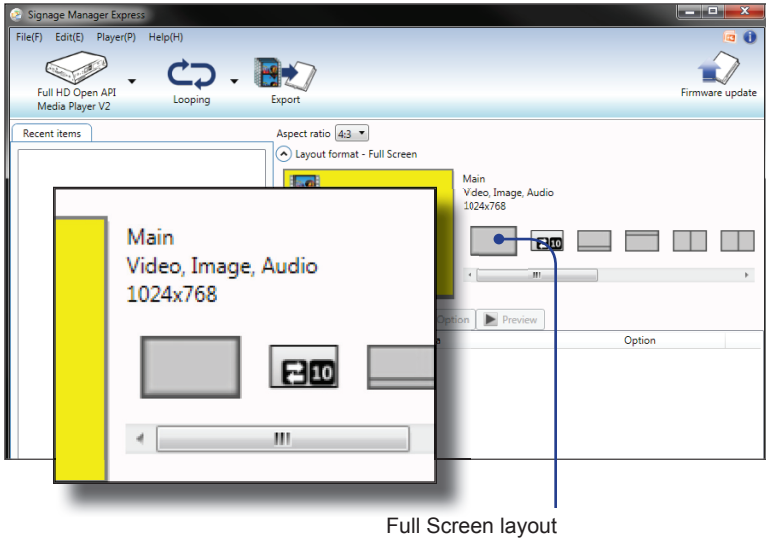 Signage Manager Express
File(F) Edit(E) Player(P) Help(H)
Full HD Open API
Media Player V2
Looping
Export
Firmware update
Recent items
Aspect ratio 4:3
Layout format - Full Screen
Main
Video, Image, Audio
1024x768
10
Option Preview
Option
Main
Video, Image, Audio
1024x768
10
Full Screen layout